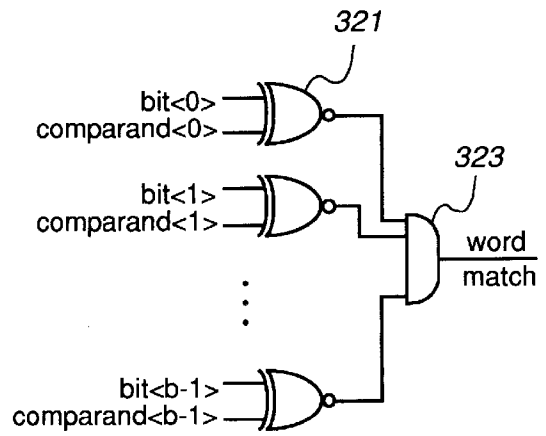 321
bit<0>
comparand<0>
323
bit<1>
comparand<1>
word
match
bit<b-1>
comparand<b-1>